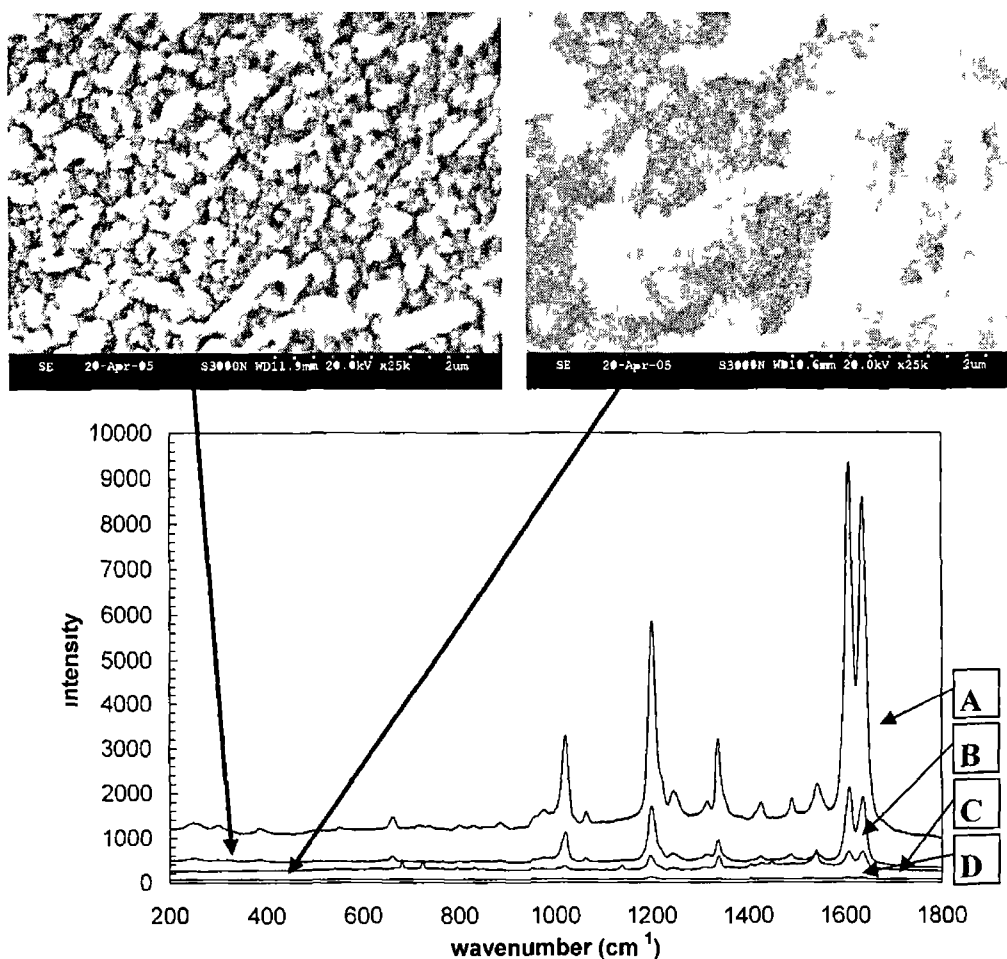 SE 20-Apr-05 S3000N WD11.9mm 20.0kV x25k 2um
SE 20-Apr-05 S3000N WD10.6mm 20.0kV x25k 2um
10000
9000
8000
7000
6000
5000
4000
3000
2000
1000
0
intensity
200 400 600 800 1000 1200 1400 1600 1800
wavenumber (cm⁻¹)
A
B
C
D